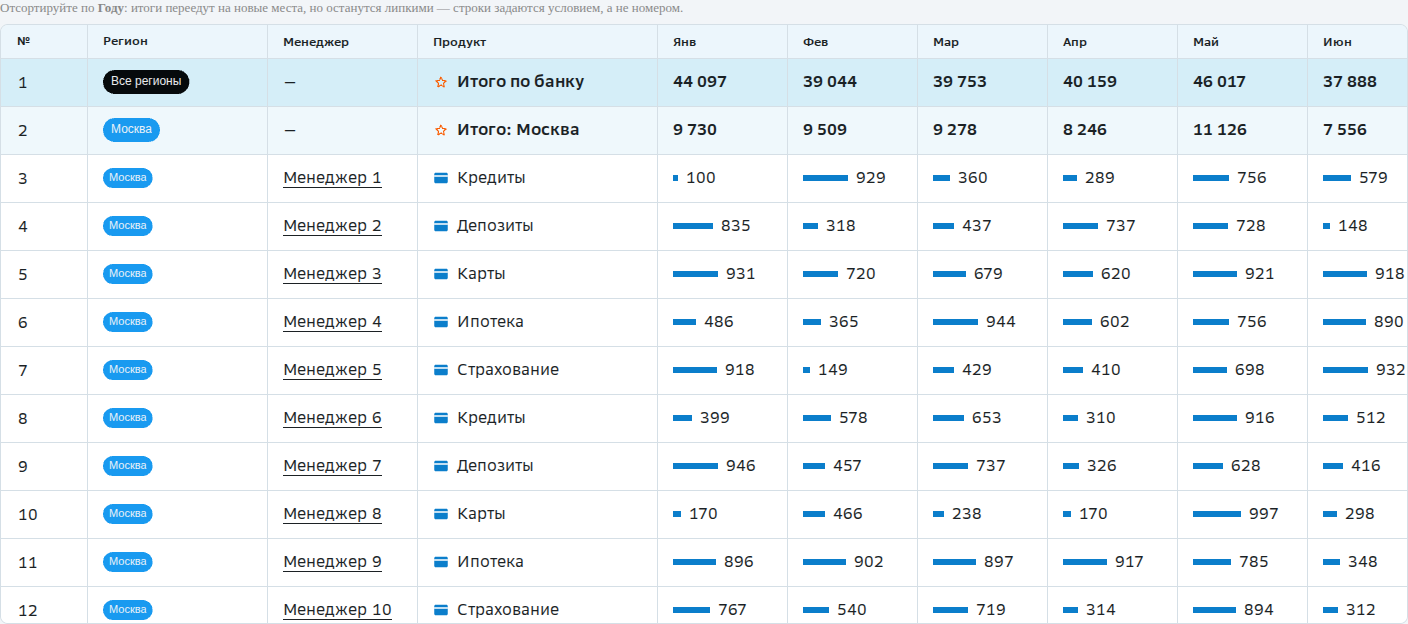 Отсортируйте по Году: итоги переедут на новые места, но останутся липкими — строки задаются условием, а не номером.
№ Регион Менеджер Продукт Янв Фев Мар Апр Май Июн
1 Все регионы — Итого по банку 44 097 39 044 39 753 40 159 46 017 37 888
2 Москва — Итого: Москва 9 730 9 509 9 278 8 246 11 126 7 556
3 Москва Менеджер 1 Кредиты 100 929 360 289 756 579
4 Москва Менеджер 2 Депозиты 835 318 437 737 728 148
5 Москва Менеджер 3 Карты 931 720 679 620 921 918
6 Москва Менеджер 4 Ипотека 486 365 944 602 756 890
7 Москва Менеджер 5 Страхование 918 149 429 410 698 932
8 Москва Менеджер 6 Кредиты 399 578 653 310 916 512
9 Москва Менеджер 7 Депозиты 946 457 737 326 628 416
10 Москва Менеджер 8 Карты 170 466 238 170 997 298
11 Москва Менеджер 9 Ипотека 896 902 897 917 785 348
12 Москва Менеджер 10 Страхование 767 540 719 314 894 312